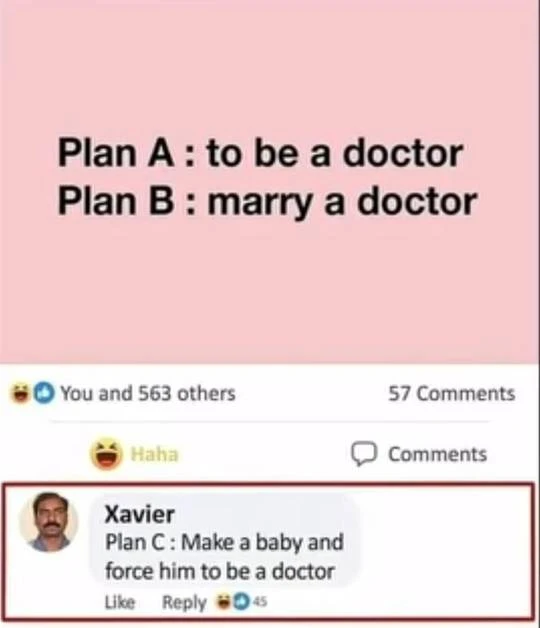 Plan A : to be a doctor
Plan B : marry a doctor
You and 563 others
57 Comments
Haha
Comments
Xavier
Plan C : Make a baby and
force him to be a doctor
Like Reply 45